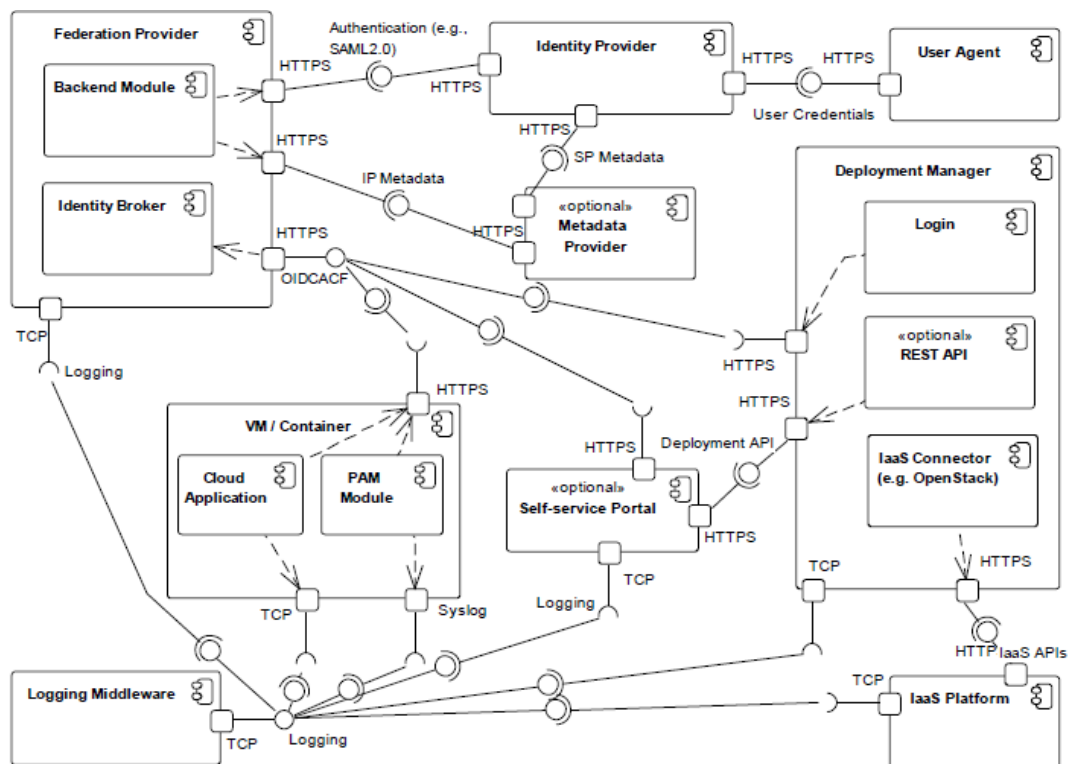 Federation Provider
Authentication (e.g.,
SAML2.0)
Identity Provider
User Agent
HTTPS
HTTPS
HTTPS
HTTPS
Backend Module
User Credentials
HTTPS
HTTPS
SP Metadata
IP Metadata
Deployment Manager
Identity Broker
«optional»
Metadata
Provider
Login
HTTPS
HTTPS
OIDCACF
TCP
«optional»
REST API
HTTPS
Logging
HTTPS
HTTPS
VM / Container
HTTPS
Deployment API
Cloud
Application
PAM
Module
«optional»
Self-service Portal
IaaS Connector
(e.g. OpenStack)
HTTPS
HTTPS
TCP
TCP
TCP
Syslog
Logging
HTTP
IaaS APIs
Logging Middleware
TCP
IaaS Platform
TCP
Logging